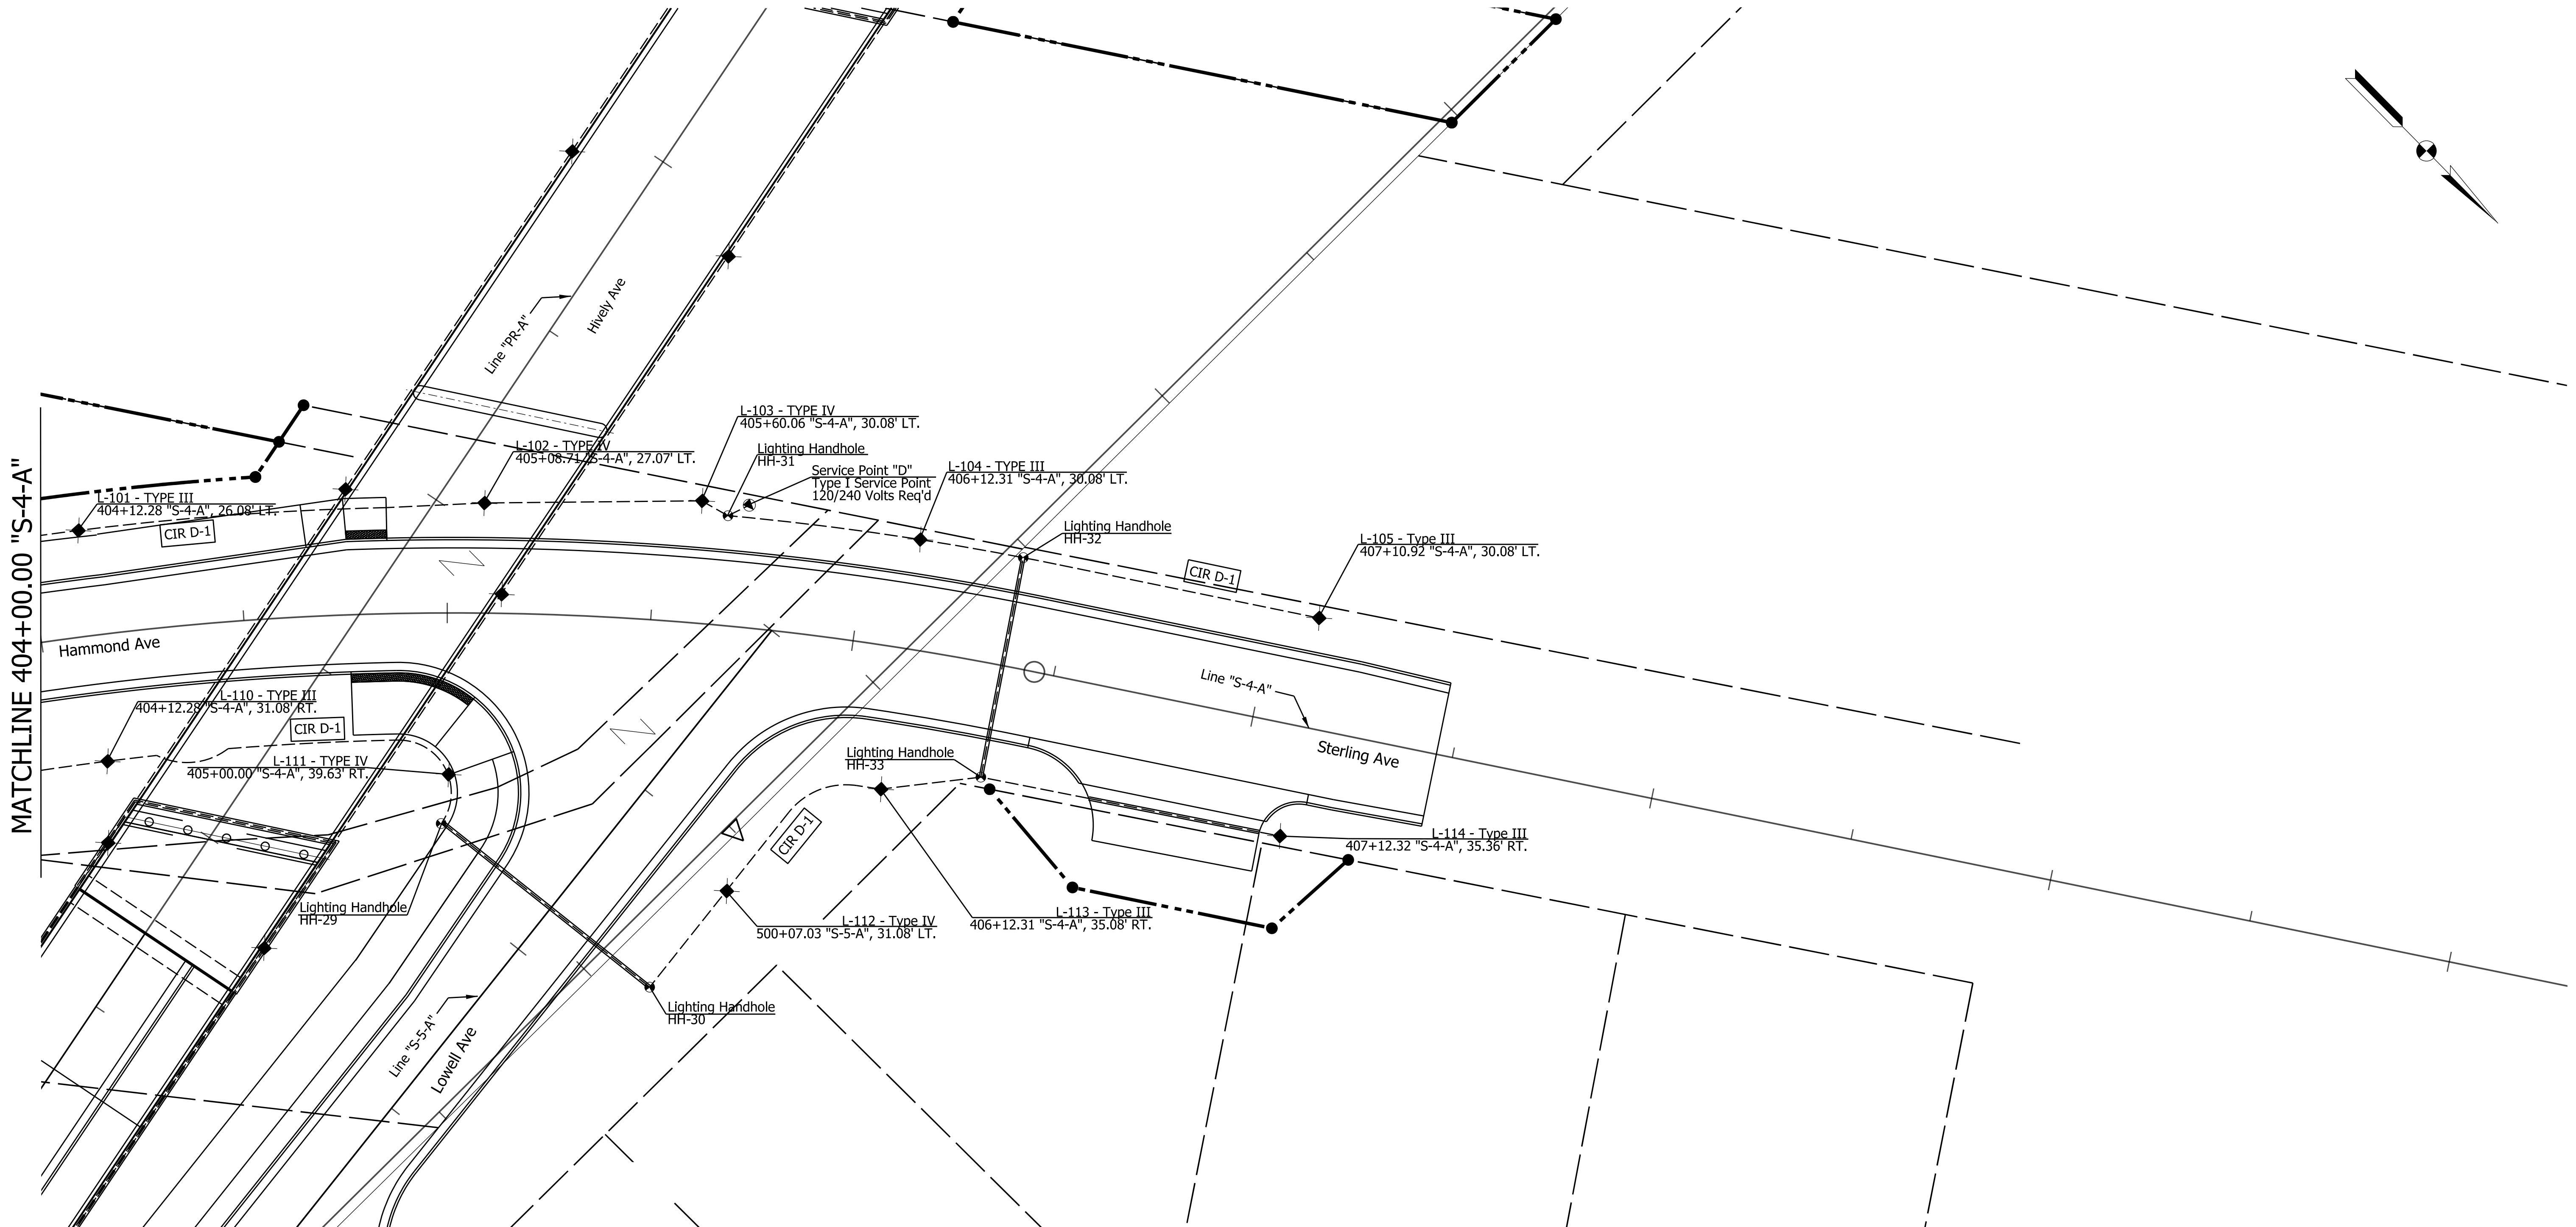 MATCHLINE 404+00.00 "S-4-A"
Line "PR-A"
Hively Ave
L-103 - TYPE IV
405+60.06 "S-4-A", 30.08' LT.
L-102 - TYPE IV
405+08.71 "S-4-A", 27.07' LT.
Lighting Handhole
HH-31
Service Point "D"
Type I Service Point
120/240 Volts Req'd
L-104 - TYPE III
406+12.31 "S-4-A", 30.08' LT.
L-101 - TYPE III
404+12.28 "S-4-A", 26.08' LT.
CIR D-1
Lighting Handhole
HH-32
L-105 - Type III
407+10.92 "S-4-A", 30.08' LT.
CIR D-1
Hammond Ave
Line "S-4-A"
Sterling Ave
L-110 - TYPE III
404+12.28 "S-4-A", 31.08' RT.
CIR D-1
L-111 - TYPE IV
405+00.00 "S-4-A", 39.63' RT.
Lighting Handhole
HH-33
CIR D-1
L-114 - Type III
407+12.32 "S-4-A", 35.36' RT.
Lighting Handhole
HH-29
L-112 - Type IV
500+07.03 "S-5-A", 31.08' LT.
L-113 - Type III
406+12.31 "S-4-A", 35.08' RT.
Lighting Handhole
HH-30
Line "S-5-A"
Lowell Ave